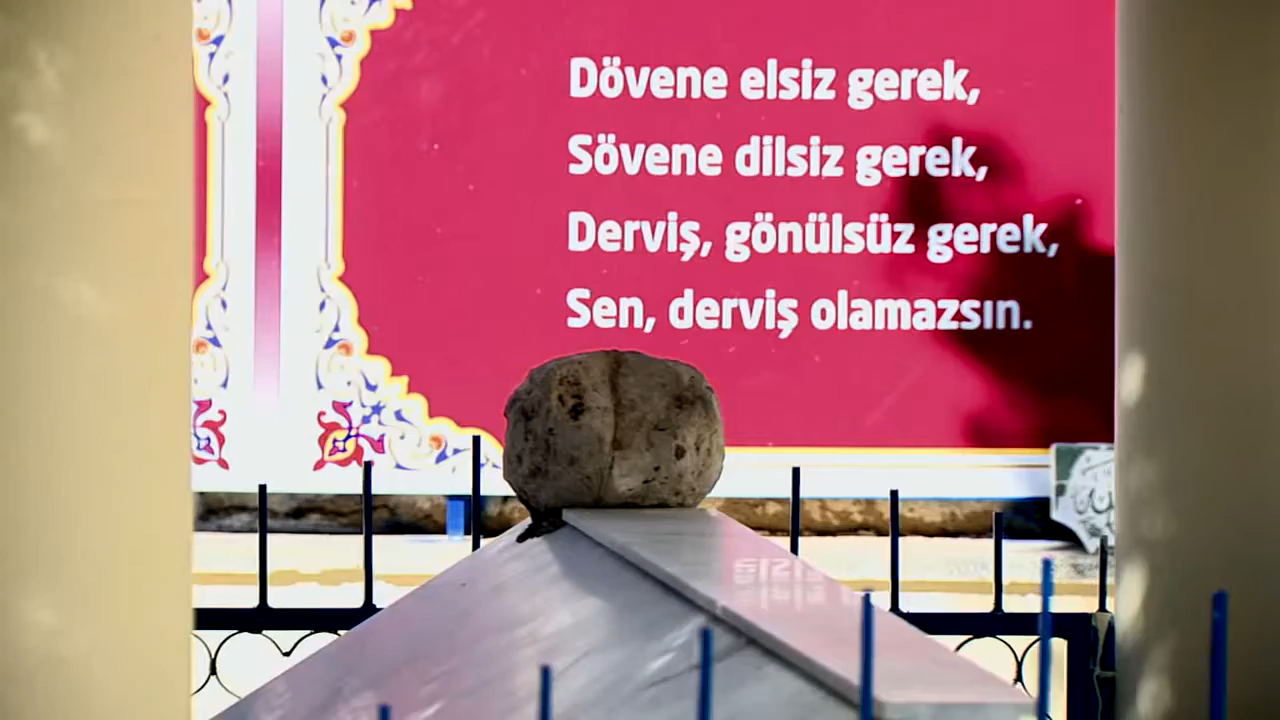 Dövene elsiz gerek,
Sövene dilsiz gerek,
Derviş, gönülsüz gerek,
Sen, derviş olamazsın.